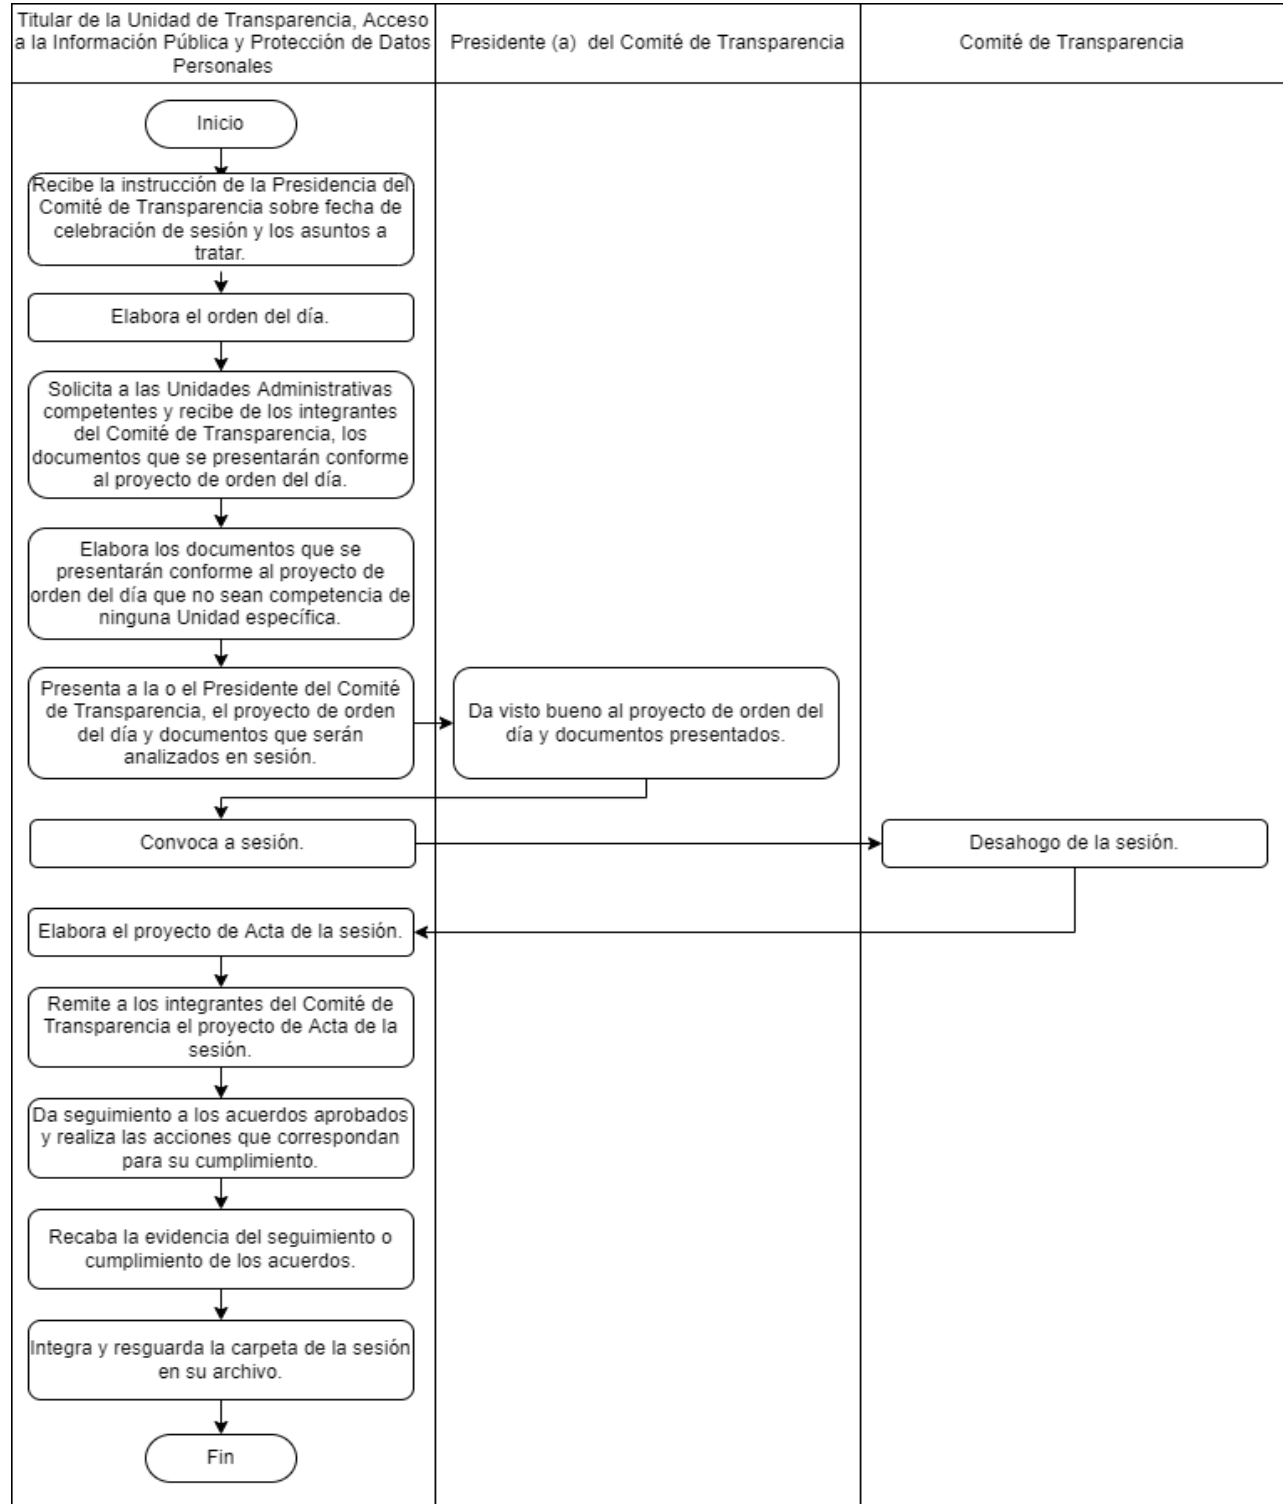 Titular de la Unidad de Transparencia, Acceso
a la Información Pública y Protección de Datos
Personales
Presidente (a)  del Comité de Transparencia
Comité de Transparencia
Inicio
Recibe la instrucción de la Presidencia del
Comité de Transparencia sobre fecha de
celebración de sesión y los asuntos a
tratar.
Elabora el orden del día.
Solicita a las Unidades Administrativas
competentes y recibe de los integrantes
del Comité de Transparencia, los
documentos que se presentarán conforme
al proyecto de orden del día.
Elabora los documentos que se
presentarán conforme al proyecto de
orden del día que no sean competencia de
ninguna Unidad específica.
Presenta a la o el Presidente del Comité
de Transparencia, el proyecto de orden
del día y documentos que serán
analizados en sesión.
Da visto bueno al proyecto de orden del
día y documentos presentados.
Convoca a sesión.
Desahogo de la sesión.
Elabora el proyecto de Acta de la sesión.
Remite a los integrantes del Comité de
Transparencia el proyecto de Acta de la
sesión.
Da seguimiento a los acuerdos aprobados
y realiza las acciones que correspondan
para su cumplimiento.
Recaba la evidencia del seguimiento o
cumplimiento de los acuerdos.
Integra y resguarda la carpeta de la sesión
en su archivo.
Fin